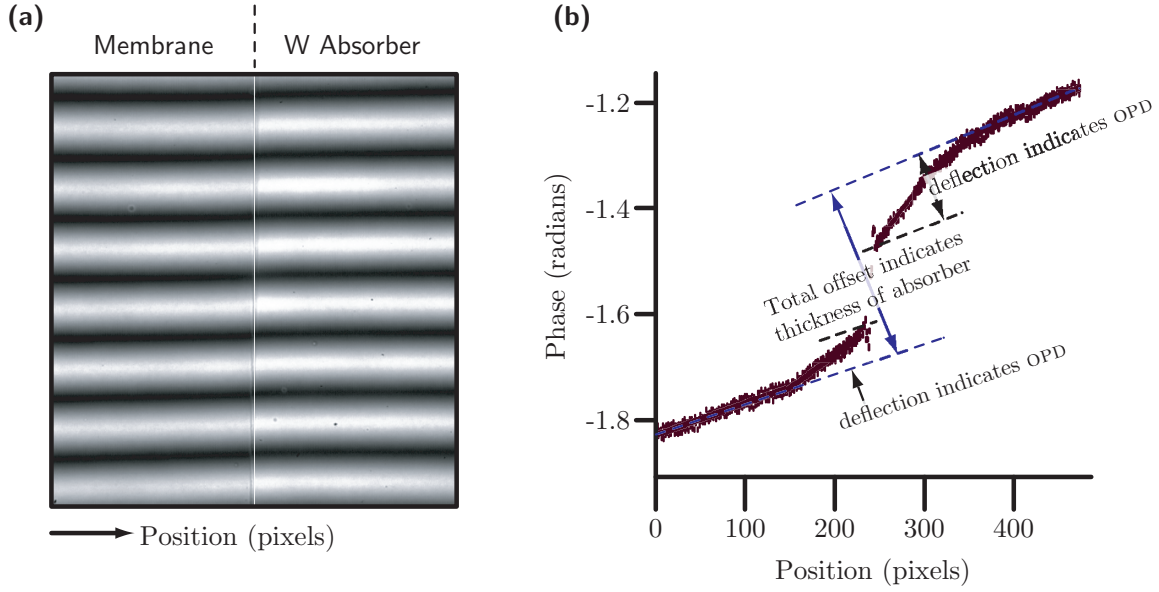 (a)
Membrane
W Absorber
Position (pixels)
(b)
Phase (radians)
-1.2
-1.4
-1.6
-1.8
deflection indicates OPD
Total offset indicates
thickness of absorber
deflection indicates OPD
0
100
200
300
400
Position (pixels)